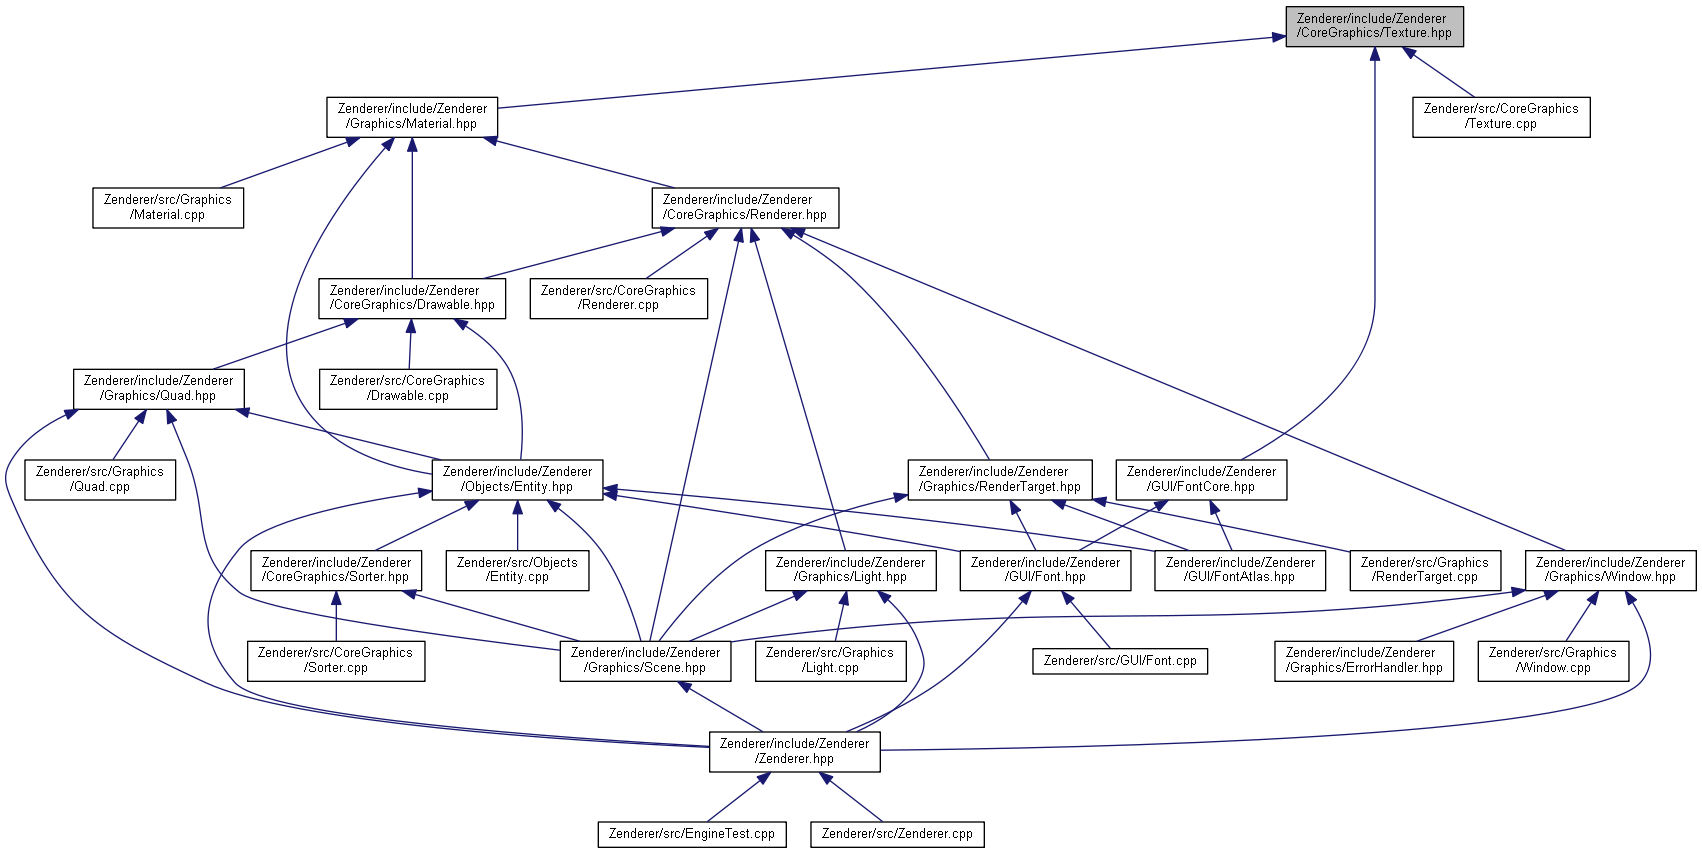 Zenderer/include/Zenderer
/CoreGraphics/Texture.hpp
Zenderer/include/Zenderer
/Graphics/Material.hpp
Zenderer/src/CoreGraphics
/Texture.cpp
Zenderer/src/Graphics
/Material.cpp
Zenderer/include/Zenderer
/CoreGraphics/Renderer.hpp
Zenderer/include/Zenderer
/CoreGraphics/Drawable.hpp
Zenderer/src/CoreGraphics
/Renderer.cpp
Zenderer/include/Zenderer
/Graphics/Quad.hpp
Zenderer/src/CoreGraphics
/Drawable.cpp
Zenderer/src/Graphics
/Quad.cpp
Zenderer/include/Zenderer
/Objects/Entity.hpp
Zenderer/include/Zenderer
/Graphics/RenderTarget.hpp
Zenderer/include/Zenderer
/GUI/FontCore.hpp
Zenderer/include/Zenderer
/CoreGraphics/Sorter.hpp
Zenderer/src/Objects
/Entity.cpp
Zenderer/include/Zenderer
/Graphics/Light.hpp
Zenderer/include/Zenderer
/GUI/Font.hpp
Zenderer/include/Zenderer
/GUI/FontAtlas.hpp
Zenderer/src/Graphics
/RenderTarget.cpp
Zenderer/include/Zenderer
/Graphics/Window.hpp
Zenderer/src/CoreGraphics
/Sorter.cpp
Zenderer/include/Zenderer
/Graphics/Scene.hpp
Zenderer/src/Graphics
/Light.cpp
Zenderer/src/GUI/Font.cpp
Zenderer/include/Zenderer
/Graphics/ErrorHandler.hpp
Zenderer/src/Graphics
/Window.cpp
Zenderer/include/Zenderer
/Zenderer.hpp
Zenderer/src/EngineTest.cpp
Zenderer/src/Zenderer.cpp